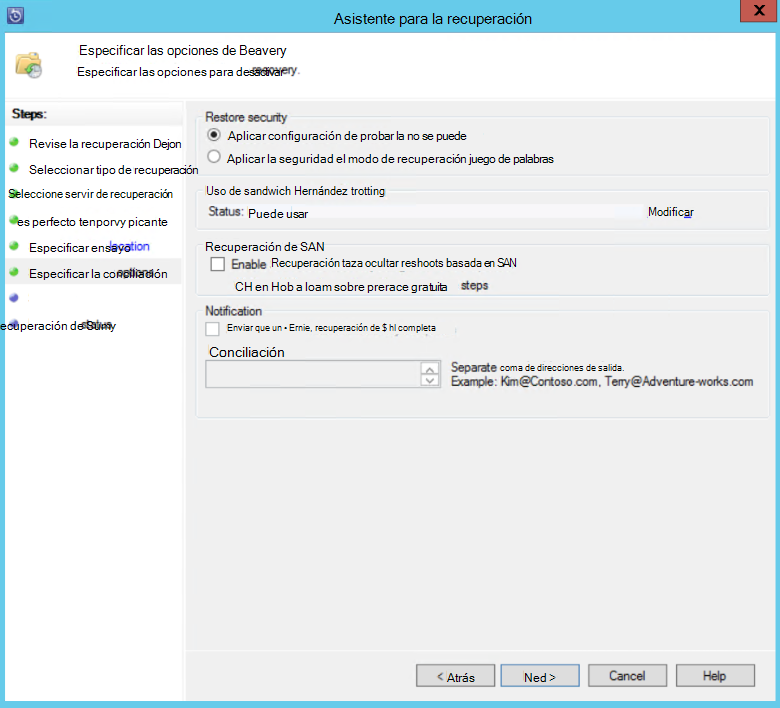 Asistente para la recuperación
X
Especificar las opciones de Beavery
Especificar las opciones para desactivar
Steps:
Revise la recuperación Dejon
Seleccionar tipo de recuperación
Seleccione servir de recuperación
es perfecto tenporvy picante
Especificar ensayo location
Especificar la conciliación
ecuperación de Sumy
Restore security
Aplicar configuración de probar la no se puede
Aplicar la seguridad el modo de recuperación juego de palabras
Uso de sandwich Hernández trotting
Status: Puede usar
Modificar
Recuperación de SAN
Enable Recuperación taza ocultar reshoots basada en SAN
CH en Hob a loam sobre prerace gratuita steps
Notification
Enviar que un • Ernie, recuperación de $ hl completa
Conciliación
Separate coma de direcciones de salida.
Example: Kim@Contoso.com, Terry@Adventure-works.com
< Atrás
Ned >
Cancel
Help